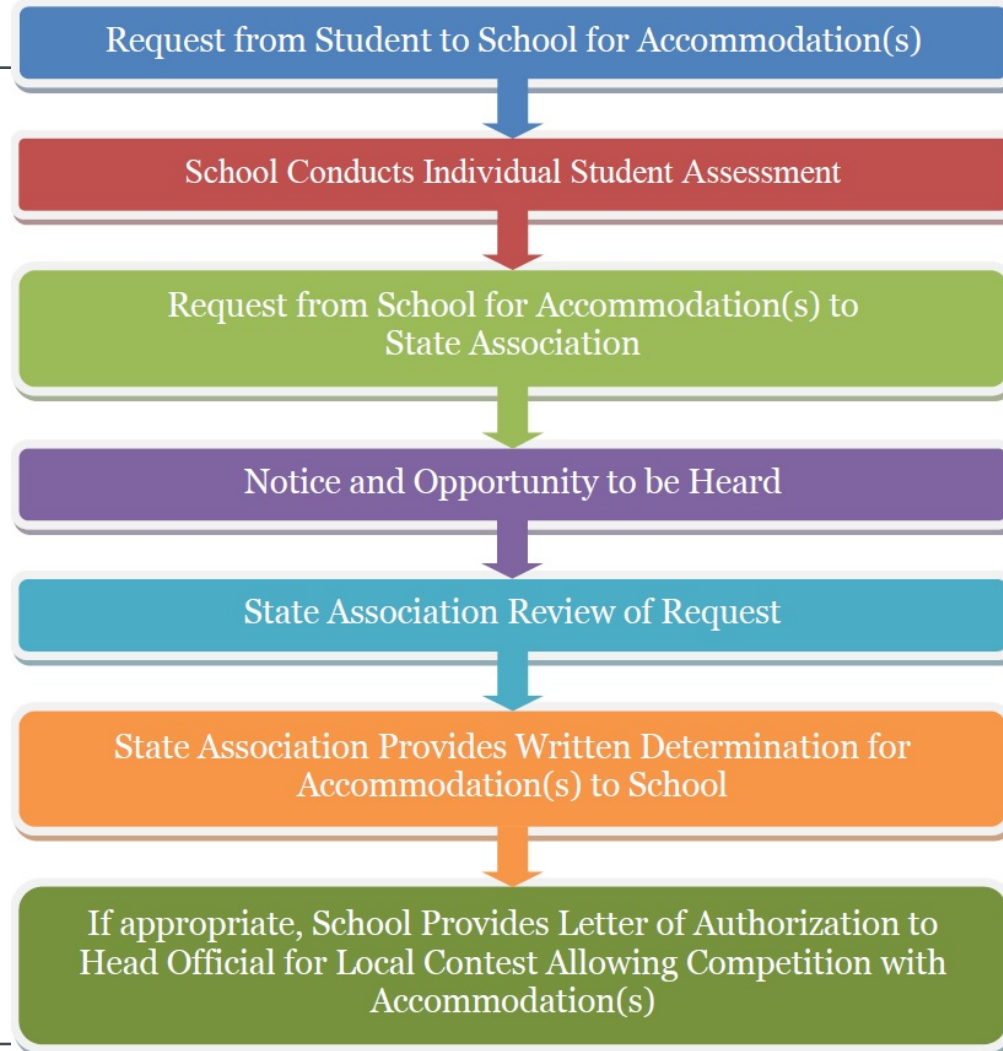 Request from Student to School for Accommodation(s)
School Conducts Individual Student Assessment
Request from School for Accommodation(s) to
State Association
Notice and Opportunity to be Heard
State Association Review of Request
State Association Provides Written Determination for
Accommodation(s) to School
If appropriate, School Provides Letter of Authorization to
Head Official for Local Contest Allowing Competition with
Accommodation(s)